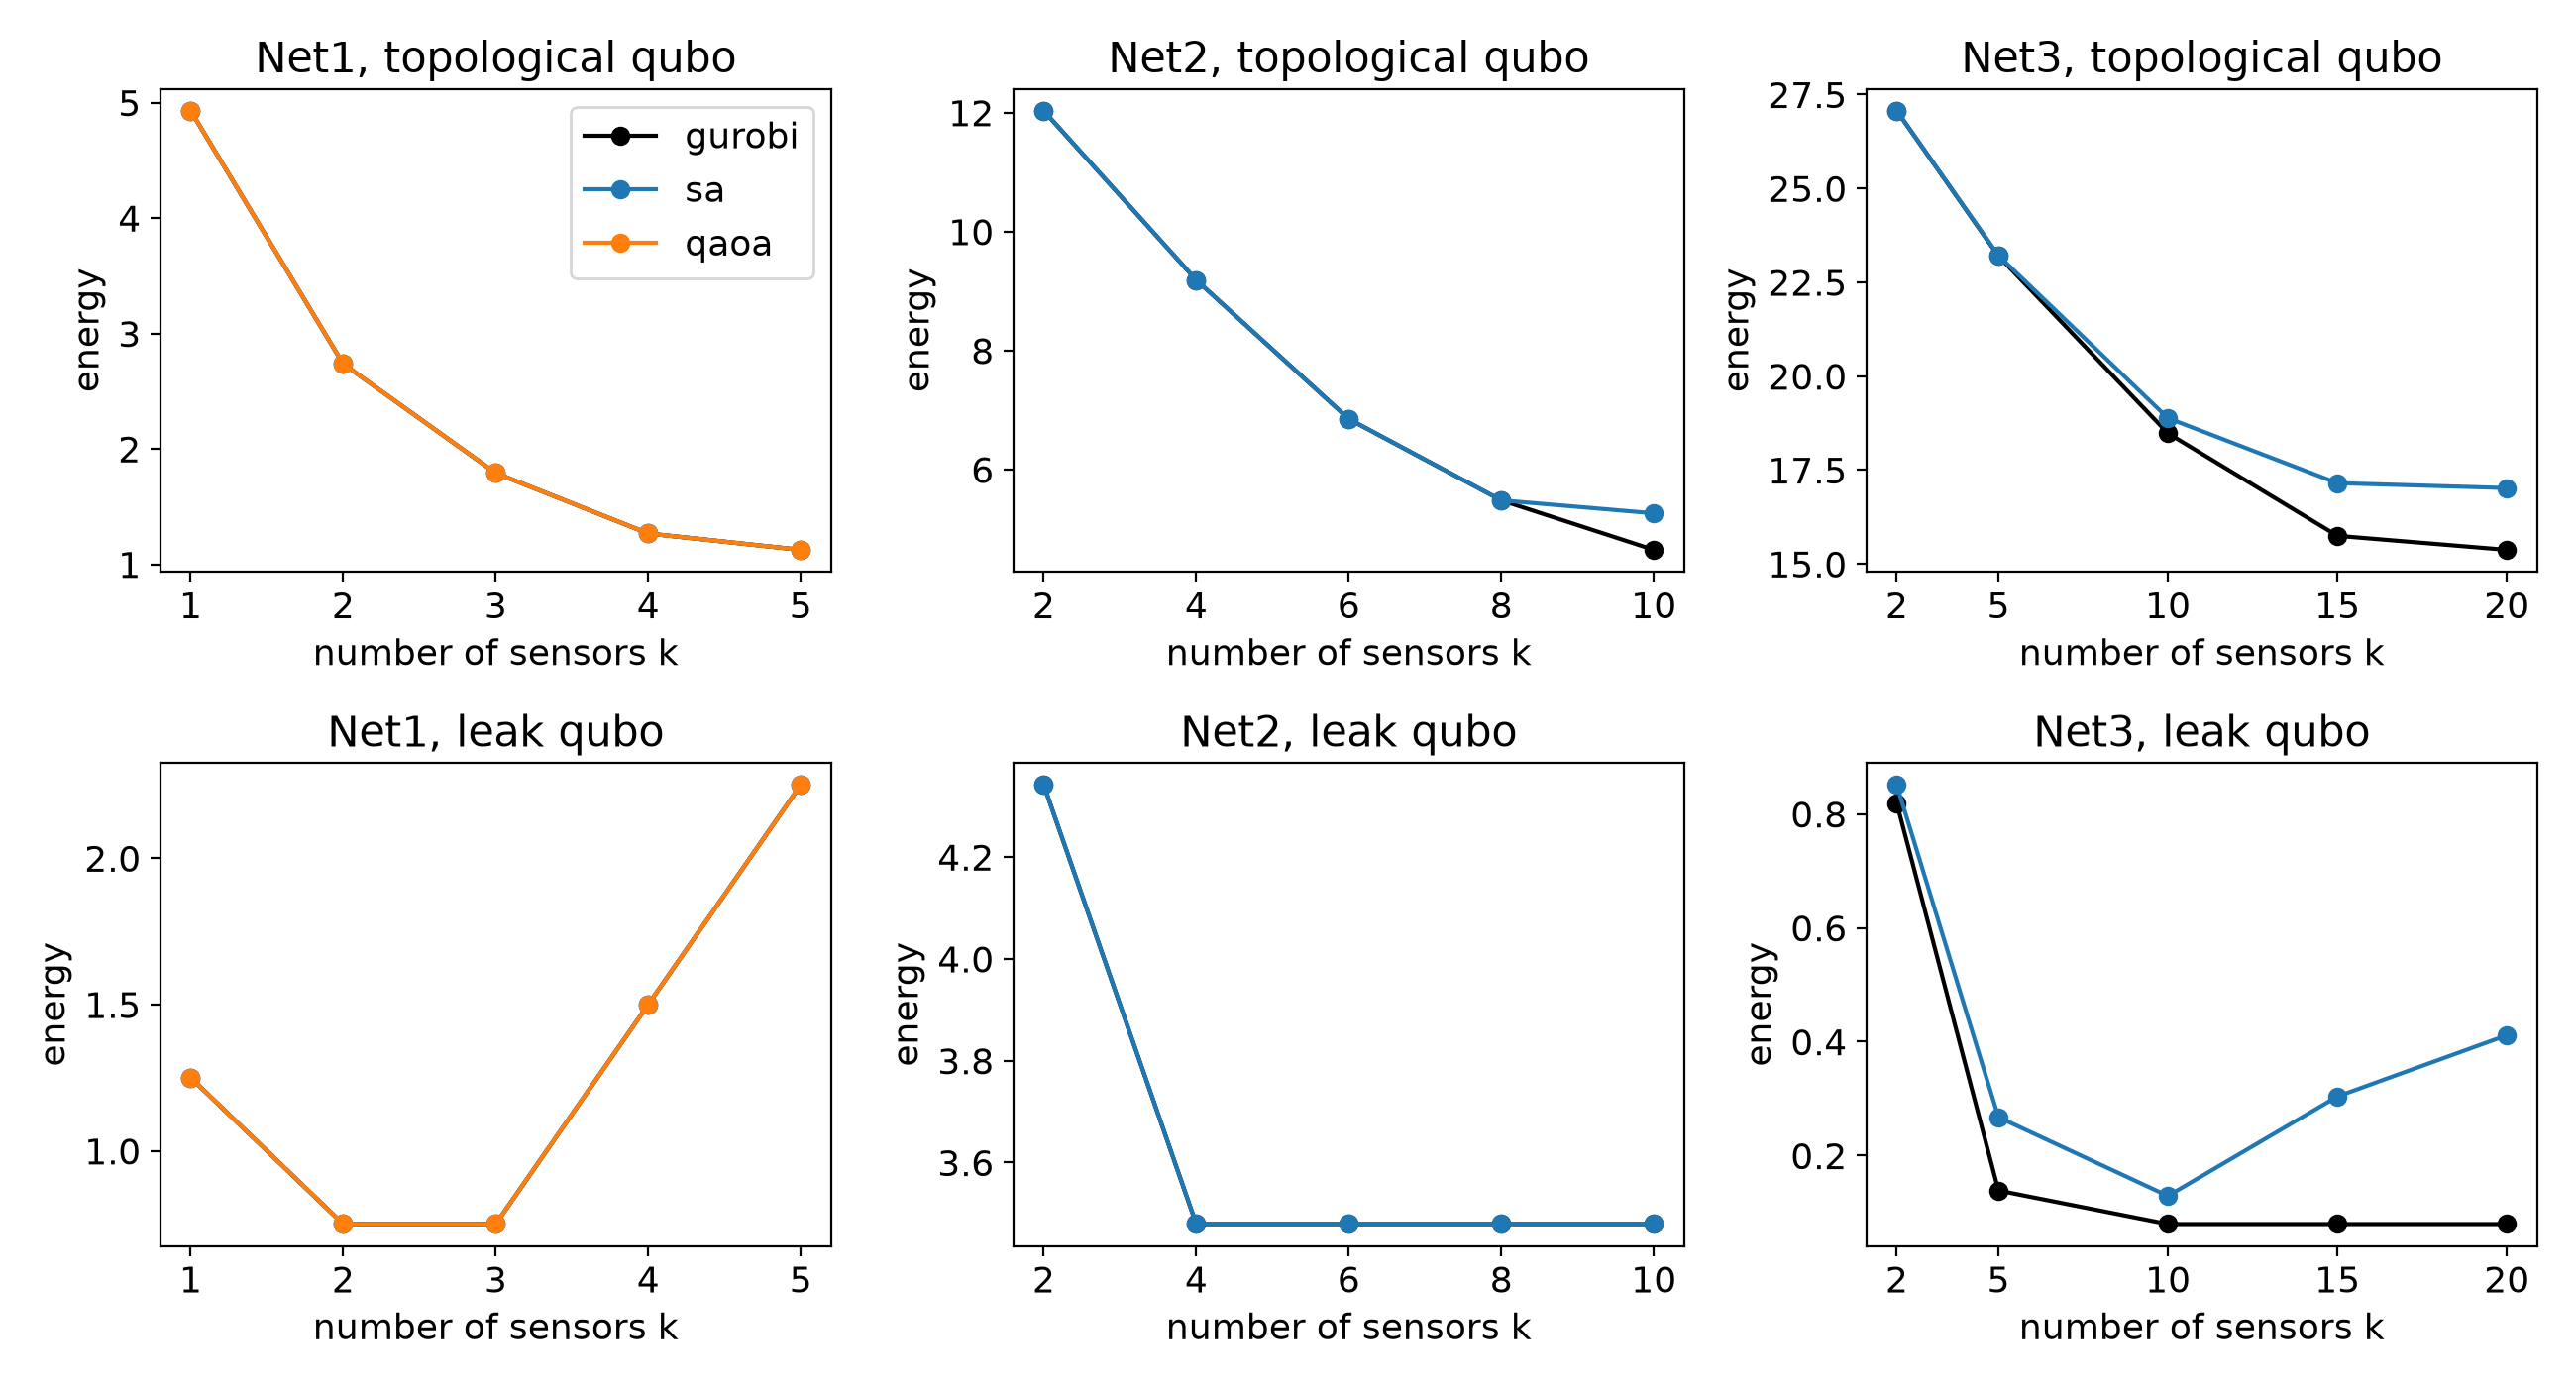 Net1, topological qubo
5
4
3
2
1
energy
gurobi
sa
qaoa
1 2 3 4 5
number of sensors k
Net2, topological qubo
12
10
8
6
energy
2 4 6 8 10
number of sensors k
Net3, topological qubo
27.5
25.0
22.5
20.0
17.5
15.0
energy
2 5 10 15 20
number of sensors k
Net1, leak qubo
2.0
1.5
1.0
energy
1 2 3 4 5
number of sensors k
Net2, leak qubo
4.2
4.0
3.8
3.6
energy
2 4 6 8 10
number of sensors k
Net3, leak qubo
0.8
0.6
0.4
0.2
energy
2 5 10 15 20
number of sensors k